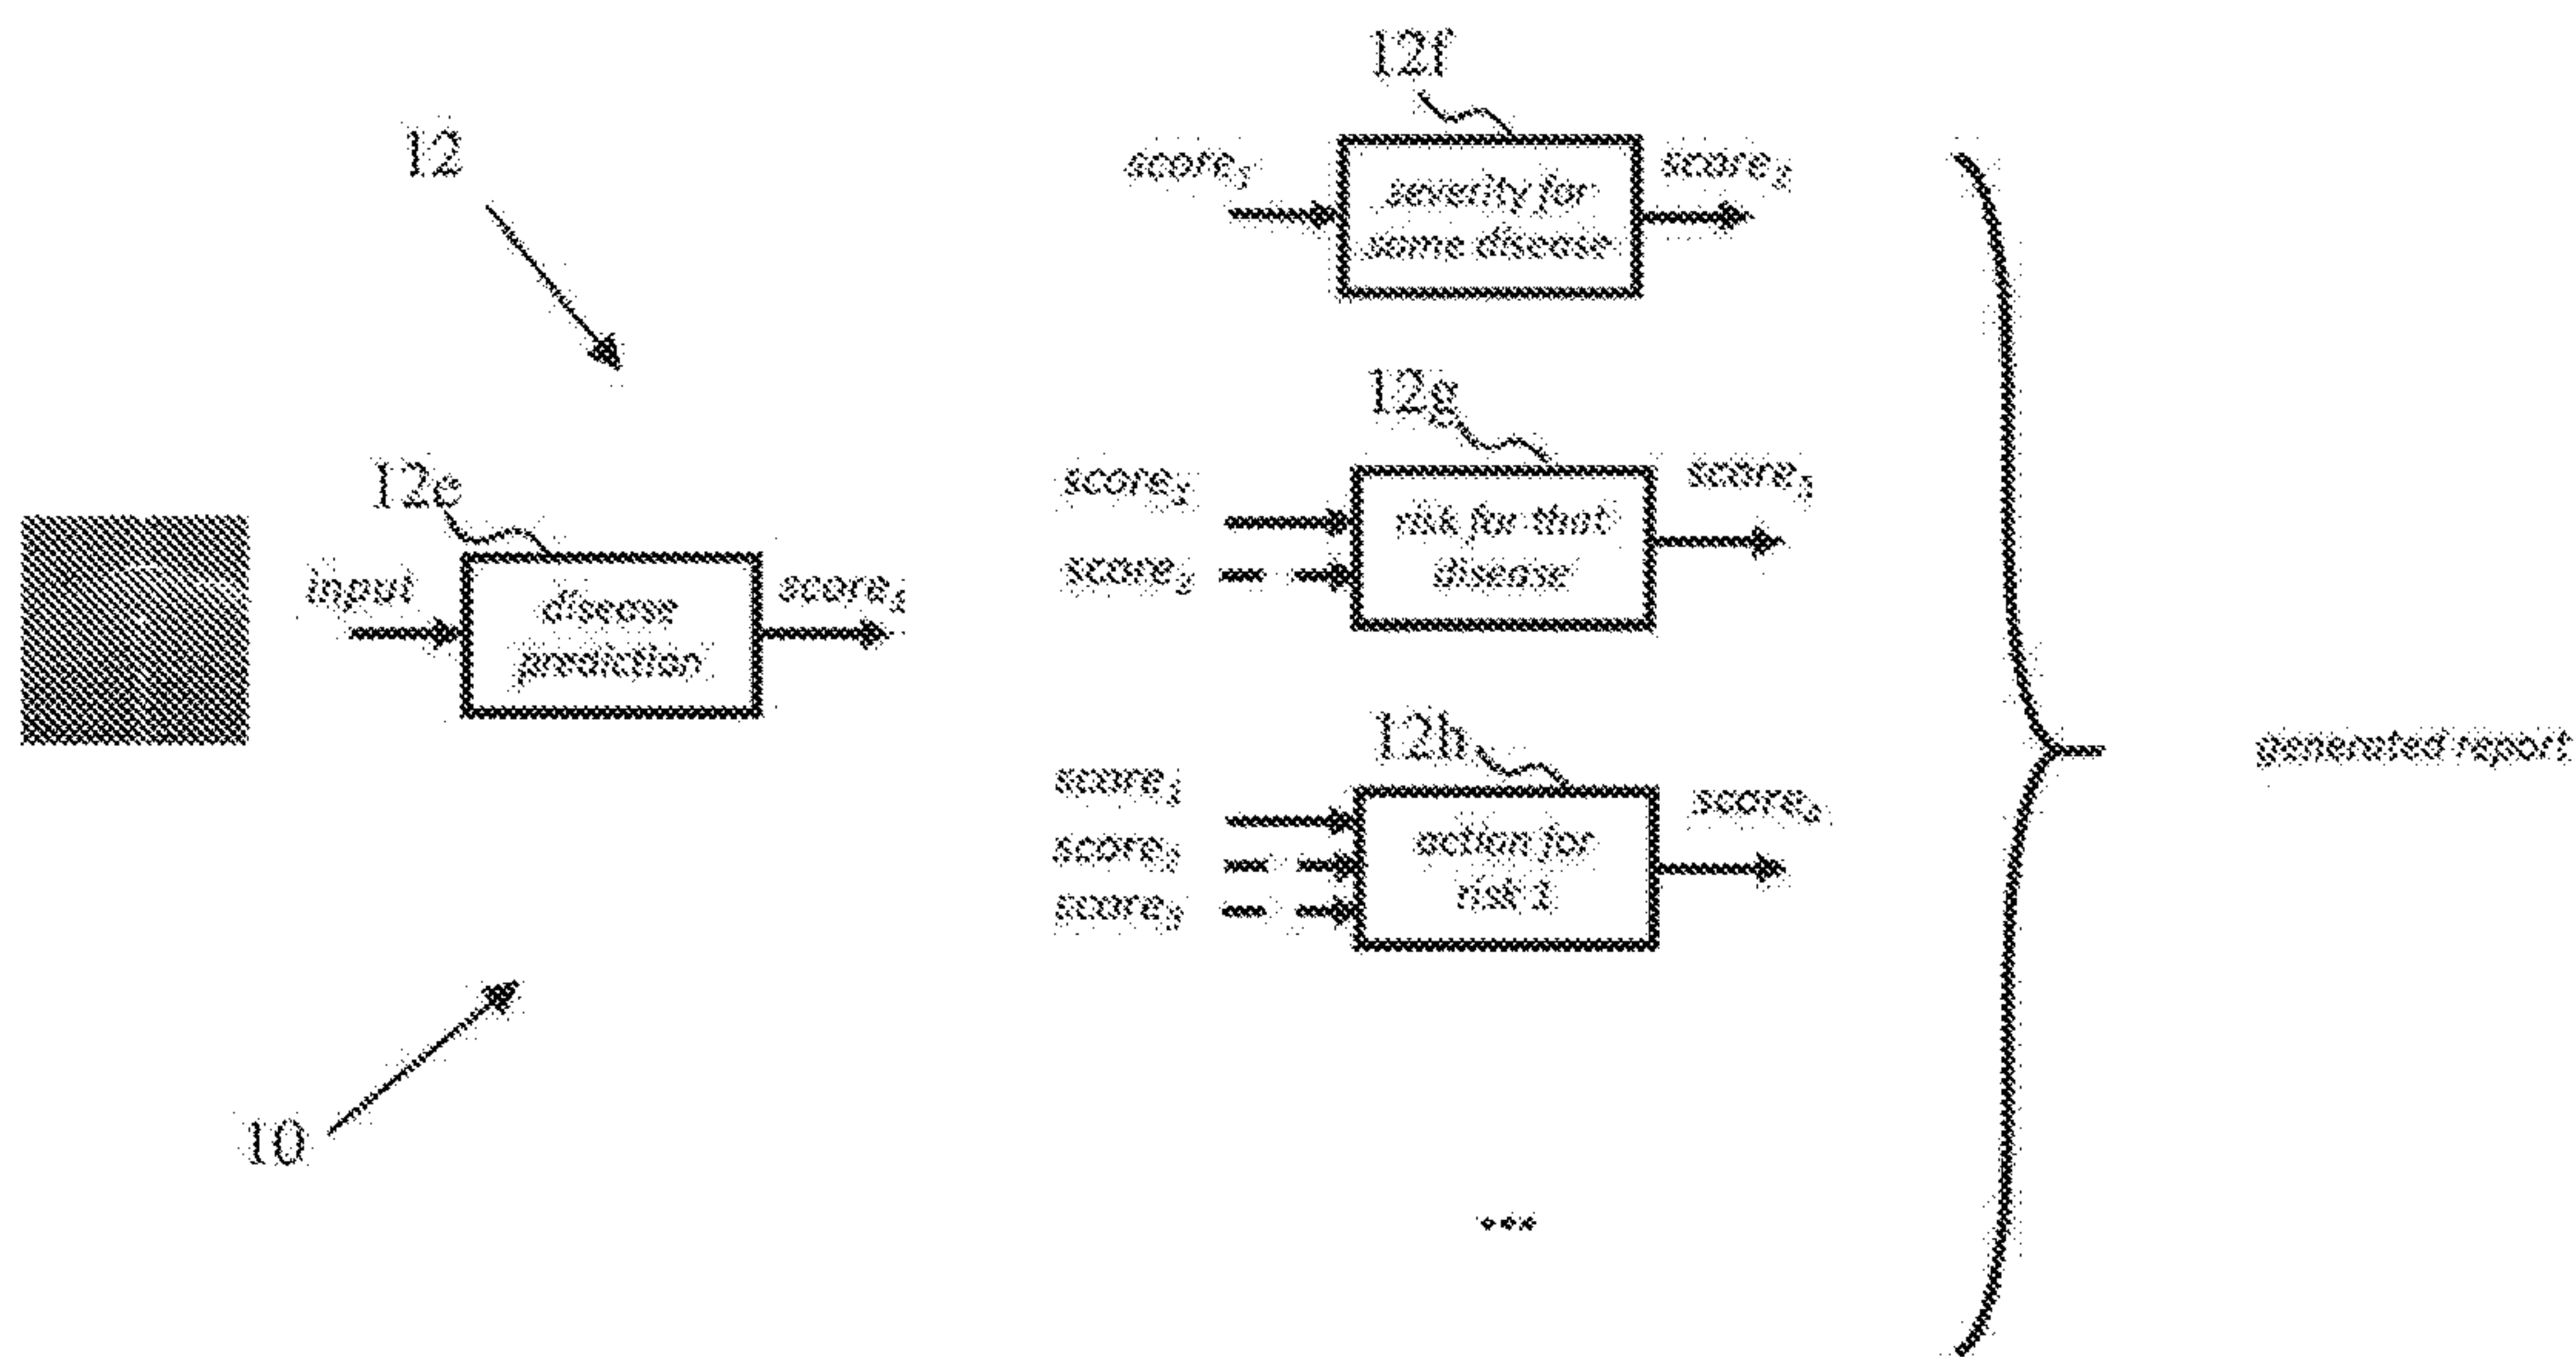 12f
12
score₁
severity for
some disease
score₂
12g
12e
score₁
score₂
risk for that
disease
score₃
input
disease
prediction
score₁
12h
score₁
score₂
score₃
action for
risk 1
generated report
10
...